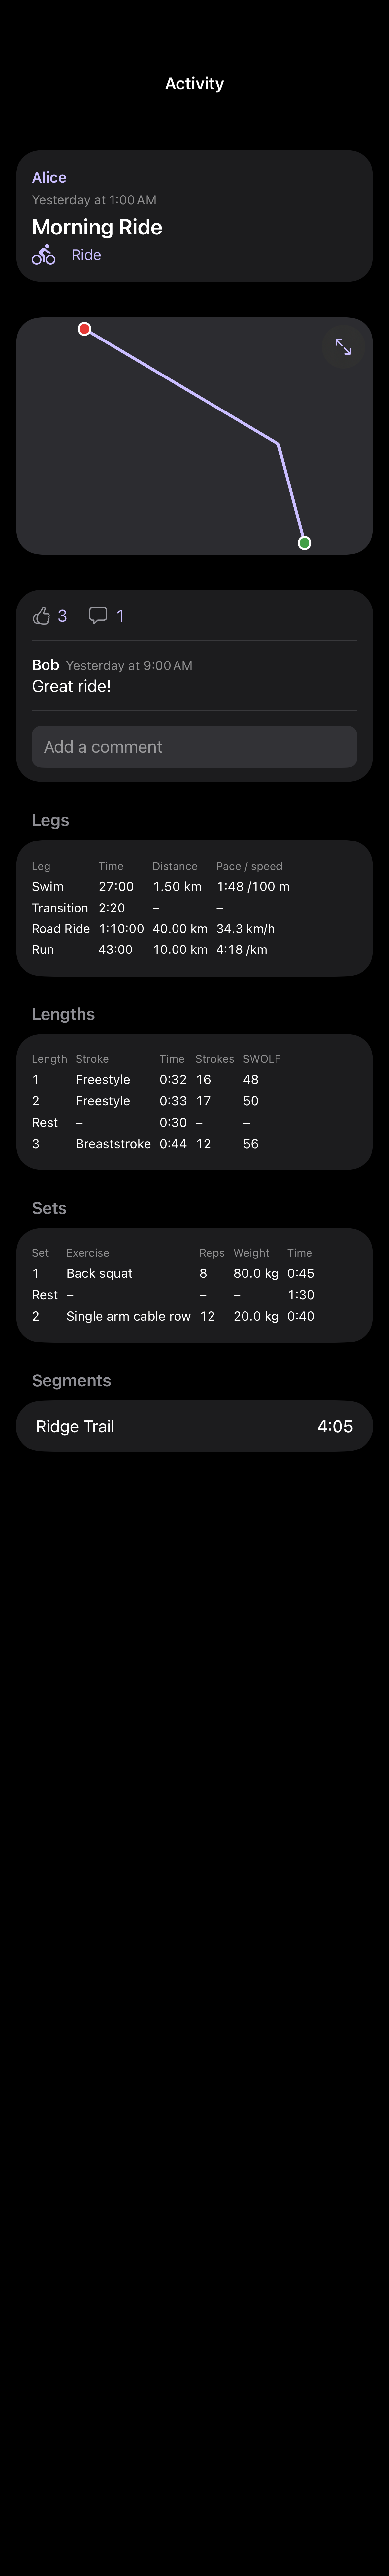 Activity
Alice
Yesterday at 1:00 AM
Morning Ride
Ride
3 1
Bob Yesterday at 9:00 AM
Great ride!
Add a comment
Legs
Leg Time Distance Pace / speed
Swim 27:00 1.50 km 1:48 /100 m
Transition 2:20 – –
Road Ride 1:10:00 40.00 km 34.3 km/h
Run 43:00 10.00 km 4:18 /km
Lengths
Length Stroke Time Strokes SWOLF
1 Freestyle 0:32 16 48
2 Freestyle 0:33 17 50
Rest – 0:30 – –
3 Breaststroke 0:44 12 56
Sets
Set Exercise Reps Weight Time
1 Back squat 8 80.0 kg 0:45
Rest – – – 1:30
2 Single arm cable row 12 20.0 kg 0:40
Segments
Ridge Trail 4:05